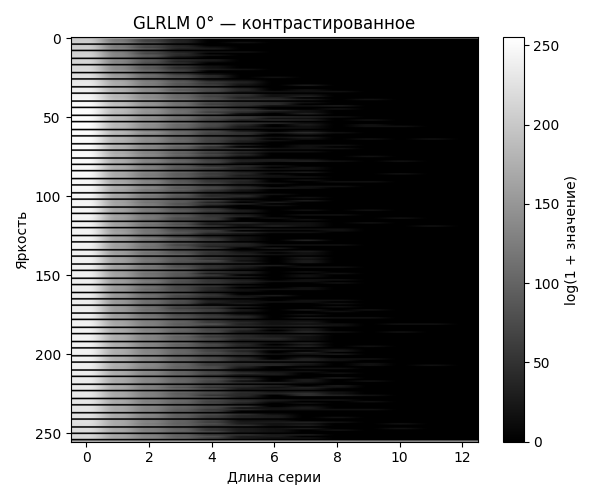 GLRLM 0° — контрастированное
0
50
100
150
200
250
Яркость
0 2 4 6 8 10 12
Длина серии
250
200
150
100
50
0
log(1 + значение)